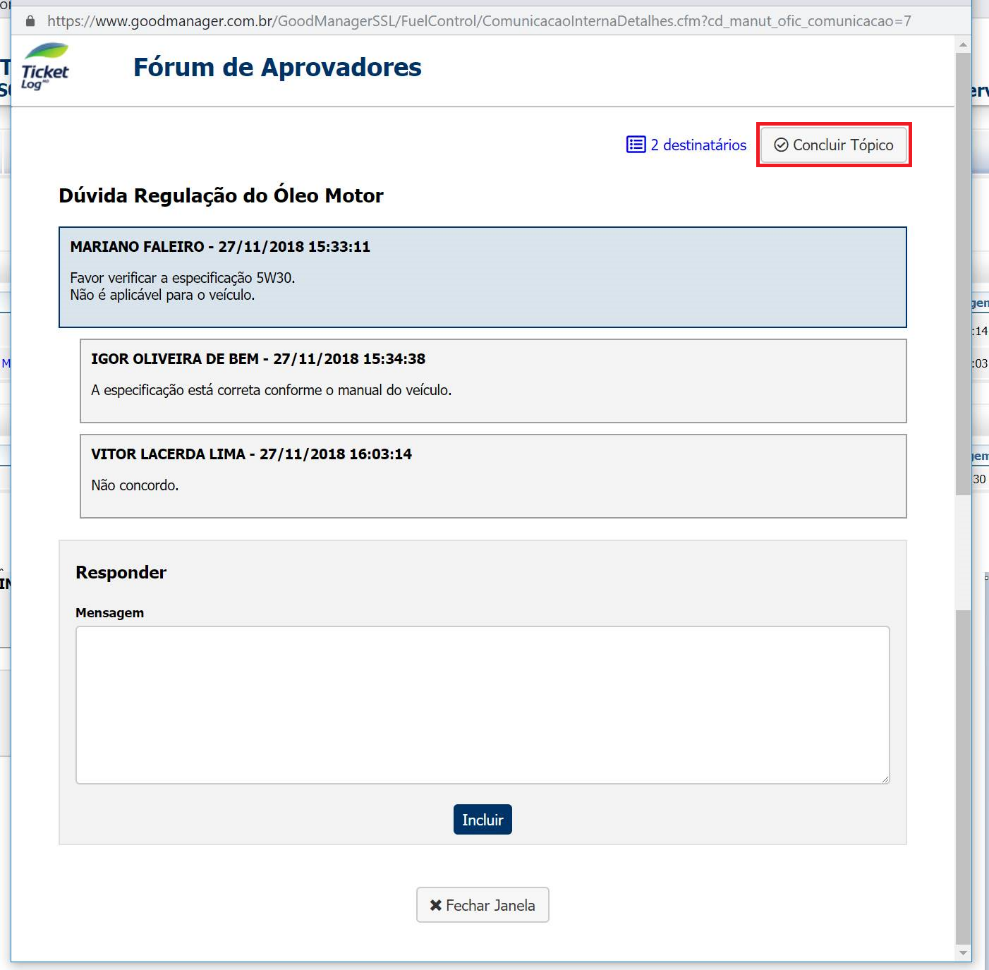 https://www.goodmanager.com.br/GoodManagerSSL/FuelControl/ComunicacaoInternaDetalhes.cfm?cd_manut_ofic_comunicacao=7
Ticket
Log
Fórum de Aprovadores
2 destinatários
Concluir Tópico
Dúvida Regulação do Óleo Motor
MARIANO FALEIRO - 27/11/2018 15:33:11
Favor verificar a especificação 5W30.
Não é aplicável para o veículo.
IGOR OLIVEIRA DE BEM - 27/11/2018 15:34:38
A especificação está correta conforme o manual do veículo.
VITOR LACERDA LIMA - 27/11/2018 16:03:14
Não concordo.
Responder
Mensagem
Incluir
Fechar Janela